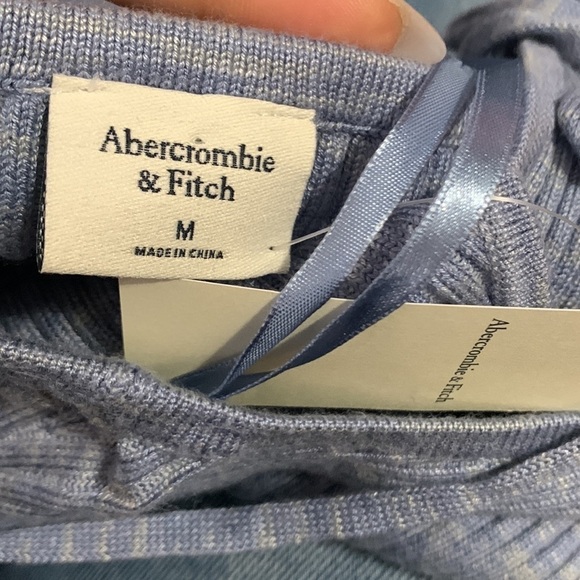 Abercrombie
& Fitch
M
MADE IN CHINA
Abercrombie & Fitch